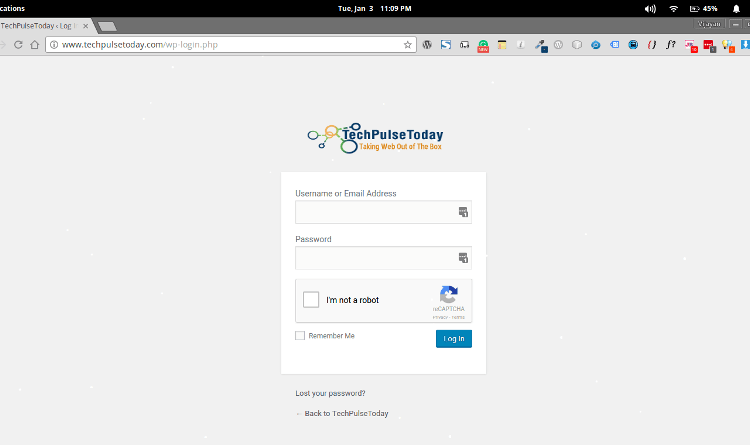 cations
Tue, Jan 3 11:09 PM
45%
TechPulseToday ‹ Log I
Vgayan
www.techpulsetoday.com/wp-login.php
f?
TechPulseToday
Taking Web Out of The Box
Username or Email Address
Password
I'm not a robot
reCAPTCHA
Privacy - Terms
Remember Me
Log In
Lost your password?
← Back to TechPulseToday